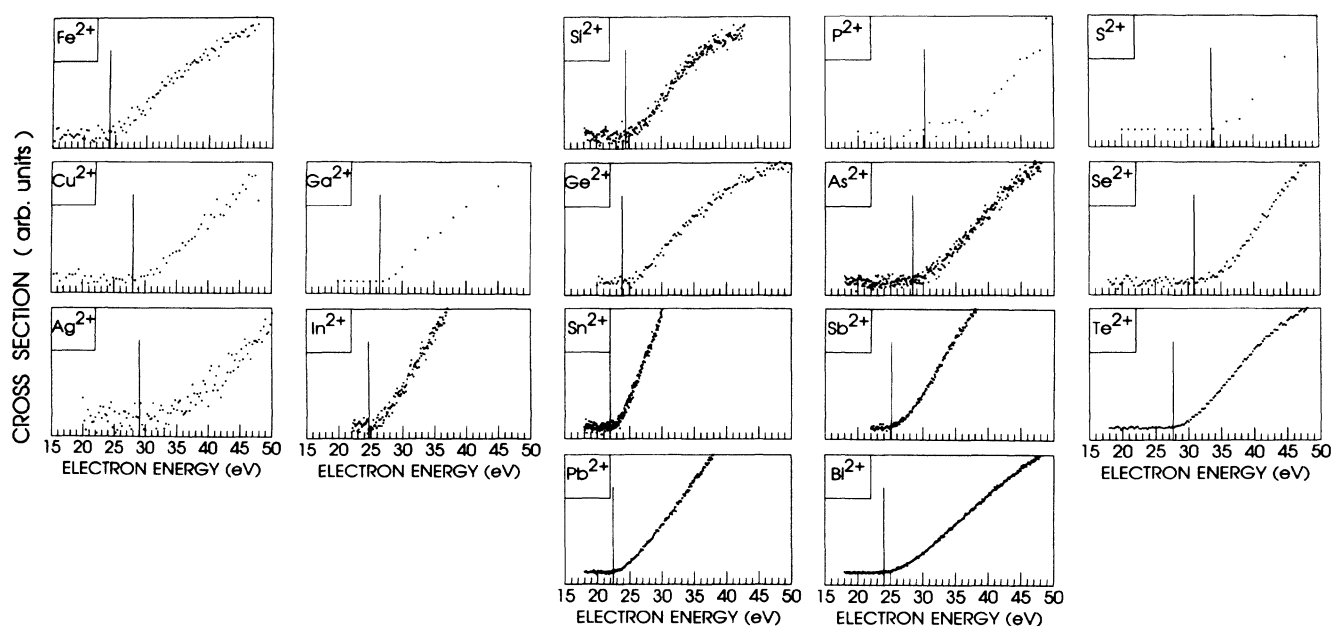 Fe2+
Sl2+
P2+
S2+
Cu2+
Ga2+
Ge2+
As2+
Se2+
Ag2+
In2+
Sn2+
Sb2+
Te2+
Pb2+
Bl2+
CROSS SECTION ( arb. units )
15 20 25 30 35 40 45 50
ELECTRON ENERGY (eV)
15 20 25 30 35 40 45 50
ELECTRON ENERGY (eV)
15 20 25 30 35 40 45 50
ELECTRON ENERGY (eV)
15 20 25 30 35 40 45 50
ELECTRON ENERGY (eV)
15 20 25 30 35 40 45 50
ELECTRON ENERGY (eV)